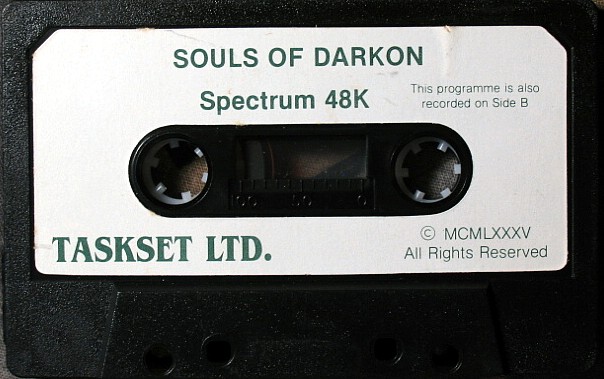 SOULS OF DARKON
Spectrum 48K
This programme is also
recorded on Side B
TASKSET LTD.
© MCMLXXXV
All Rights Reserved